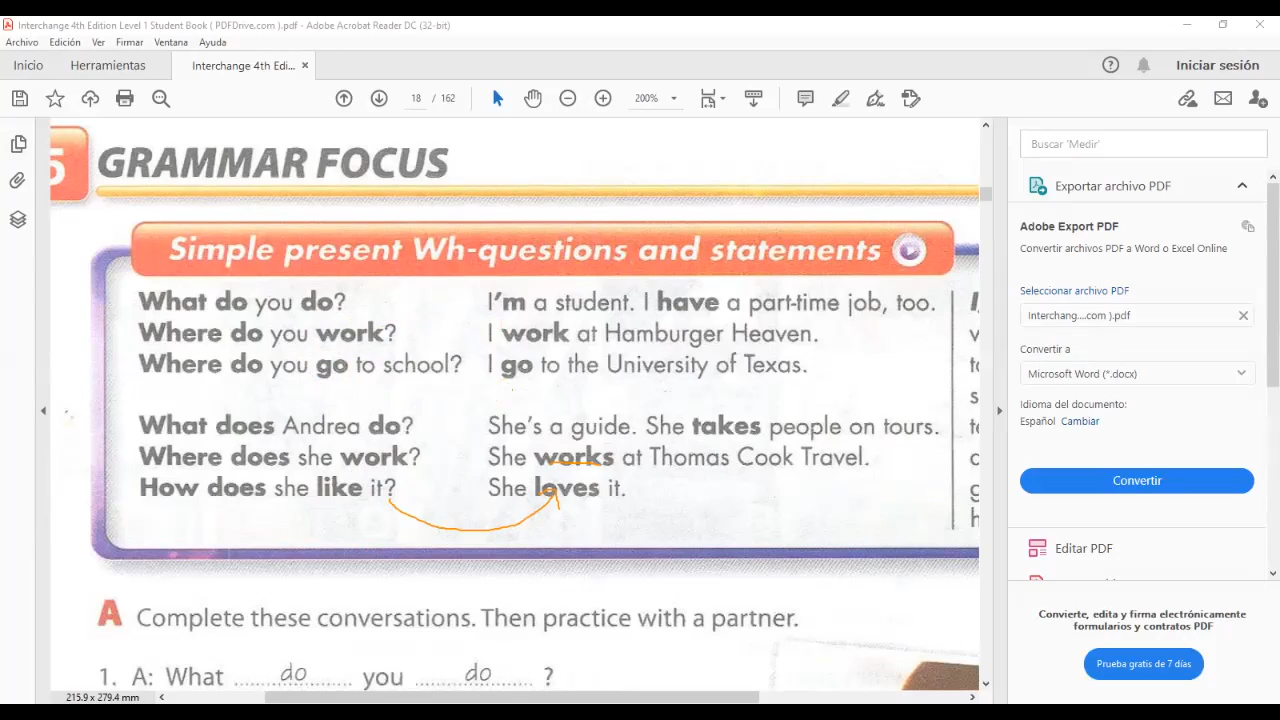 Interchange 4th Edition Level 1 Student Book ( PDFDrive.com ).pdf - Adobe Acrobat Reader DC (32-bit)
Archivo Edición Ver Firmar Ventana Ayuda
Inicio Herramientas Interchange 4th Edi... × Iniciar sesión
18 / 162 200%
5 GRAMMAR FOCUS
Simple present Wh-questions and statements
What do you do? I'm a student. I have a part-time job, too.
Where do you work? I work at Hamburger Heaven.
Where do you go to school? I go to the University of Texas.
What does Andrea do? She's a guide. She takes people on tours.
Where does she work? She works at Thomas Cook Travel.
How does she like it? She loves it.
A Complete these conversations. Then practice with a partner.
1. A: What do you do ?
215.9 x 279.4 mm
Buscar 'Medir'
Exportar archivo PDF
Adobe Export PDF
Convertir archivos PDF a Word o Excel Online
Seleccionar archivo PDF
Interchang....com ).pdf
Convertir a
Microsoft Word (*.docx)
Idioma del documento:
Español Cambiar
Convertir
Editar PDF
Convierte, edita y firma electrónicamente
formularios y contratos PDF
Prueba gratis de 7 días